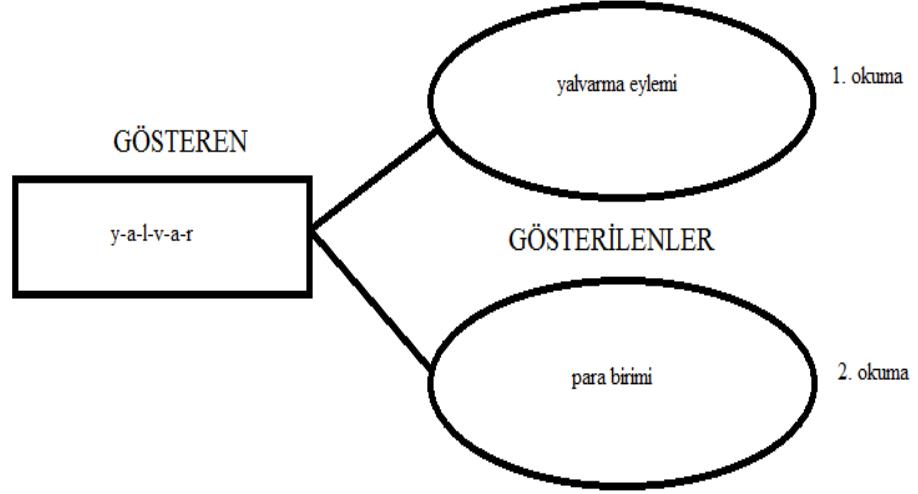 yalvarma eylemi
1. okuma
GÖSTEREN
y-a-l-v-a-r
GÖSTERİLENLER
para birimi
2. okuma